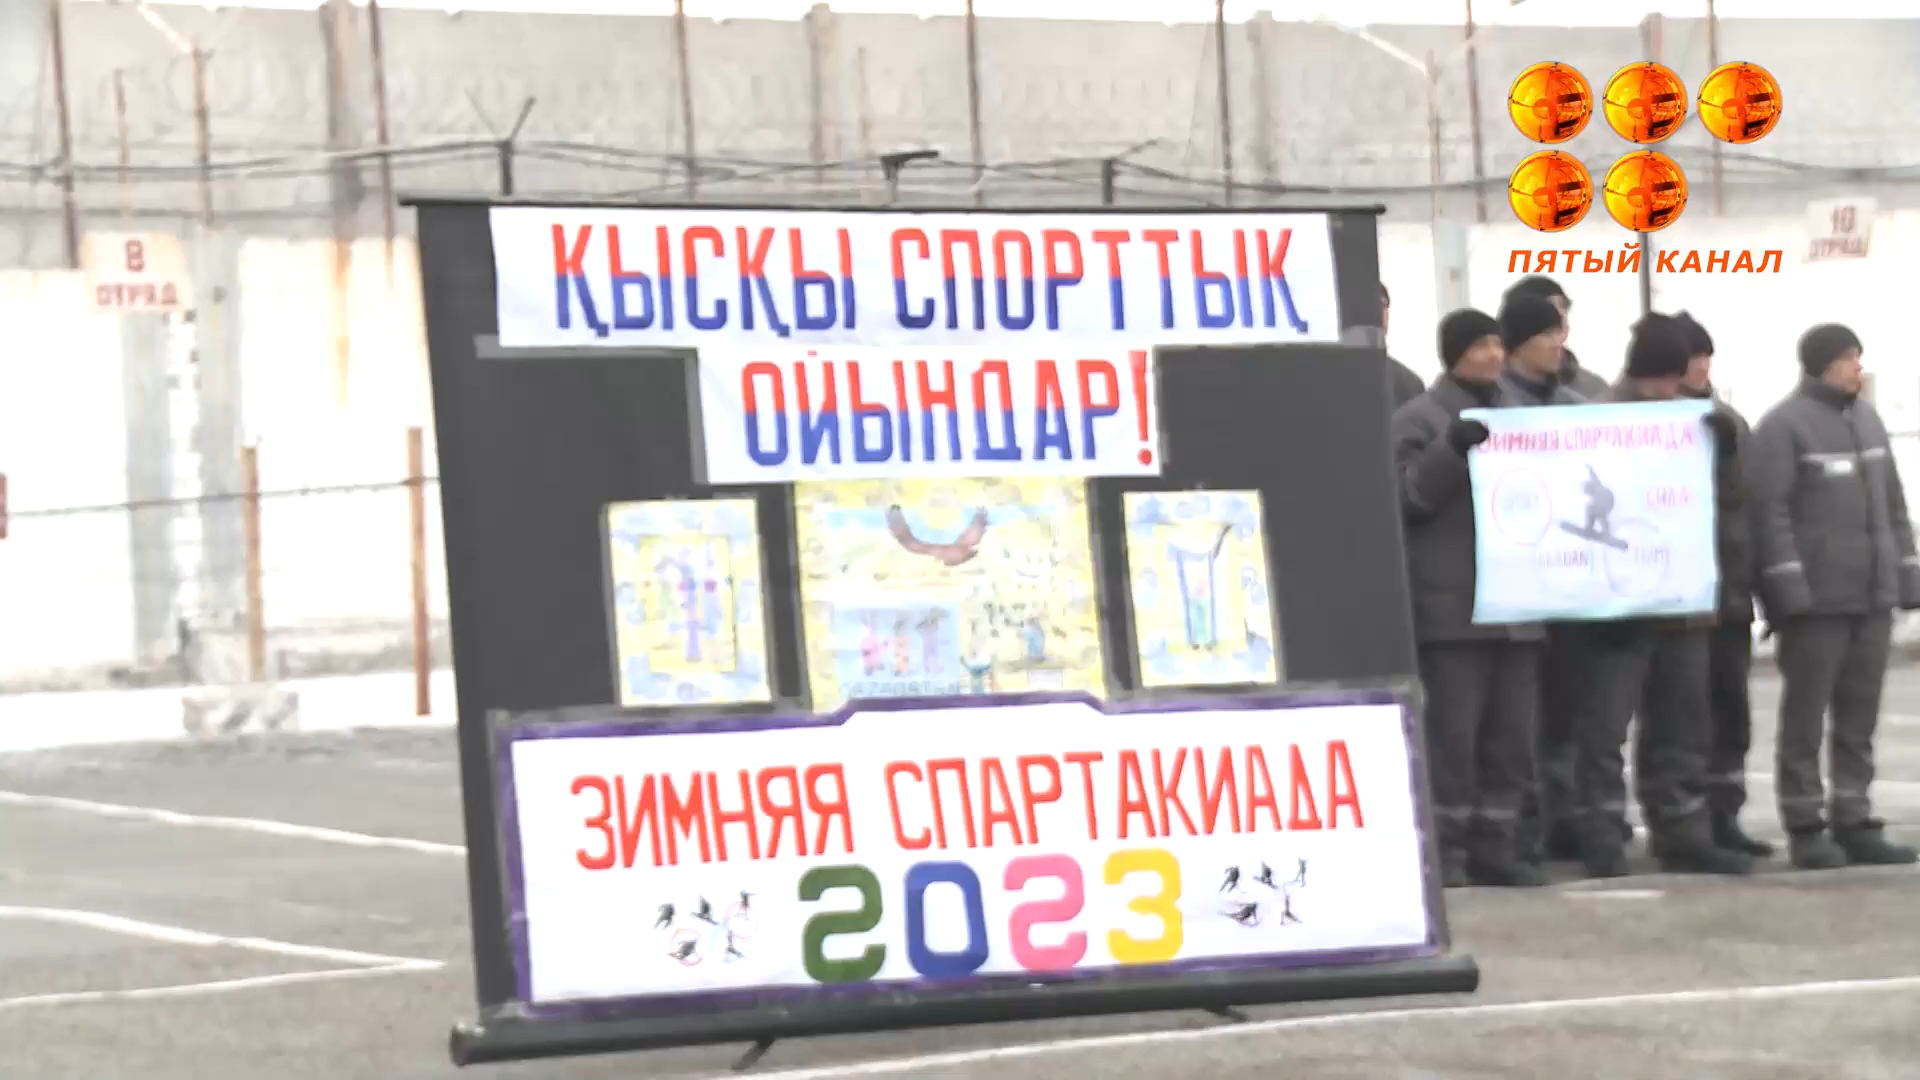 ПЯТЫЙ КАНАЛ
8
ОТРЯД
10
ОТРЯД
ҚЫСҚЫ СПОРТТЫҚ
ОЙЫНДАР!
ЗИМНЯЯ СПАРТАКИАДА
ЗИМНЯЯ СПАРТАКИАДА
2023